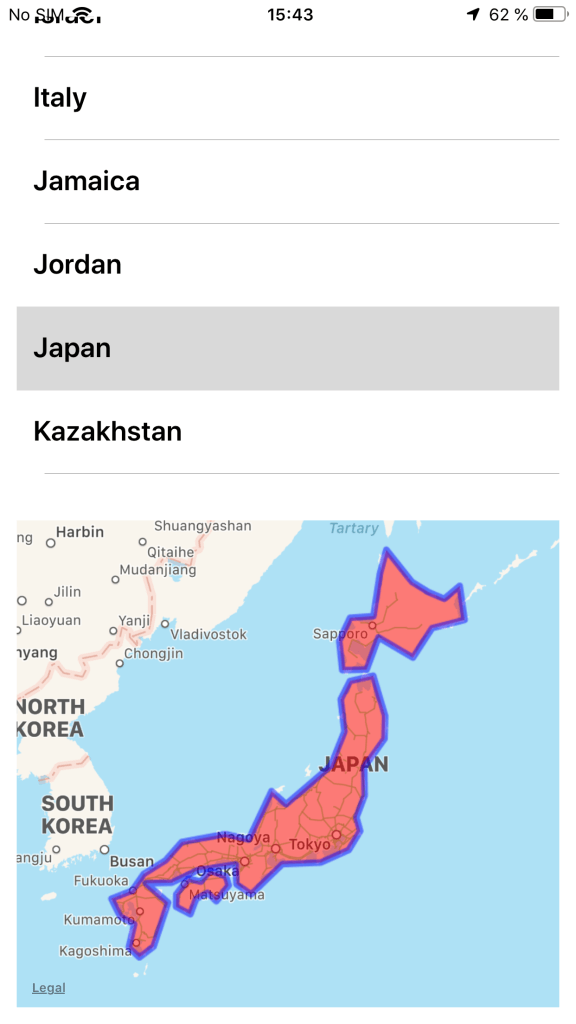 No SIM 15:43 62 %
Italy
Jamaica
Jordan
Japan
Kazakhstan
Shuangyashan
Tartary
Harbin
ng
Qitaihe
Mudanjiang
Jilin
Liaoyuan
Yanji
Vladivostok
Sapporo
nyang
Chongjin
NORTH
KOREA
JAPAN
SOUTH
KOREA
Nagoya
Tokyo
angju
Busan
Osaka
Fukuoka
Matsuyama
Kumamoto
Kagoshima
Legal